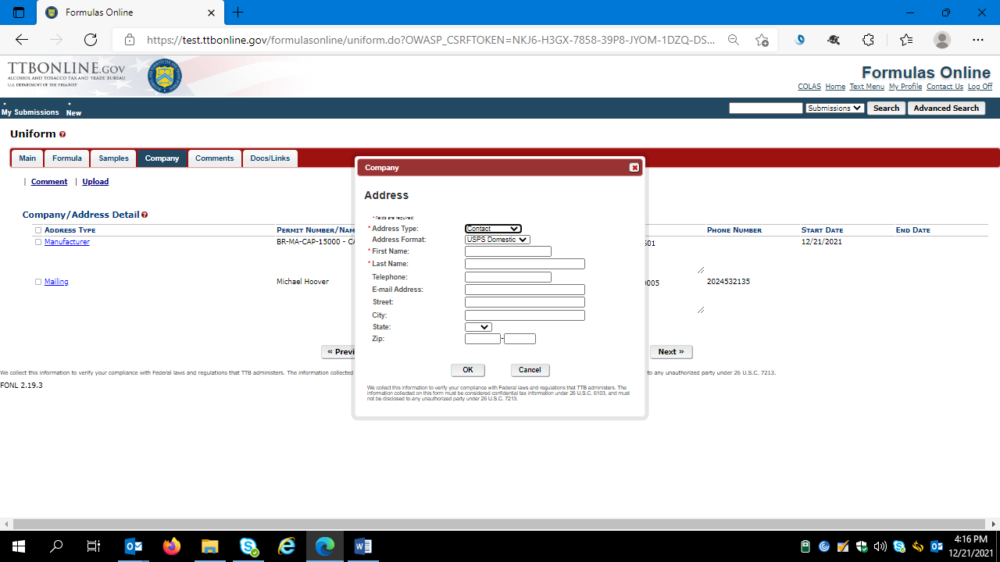 Formulas Online
https://test.ttbonline.gov/formulasonline/uniform.do?OWASP_CSRFTOKEN=NKJ6-H3GX-7858-39P8-JYOM-1DZQ-DS...
TTBONLINE.GOV
ALCOHOL AND TOBACCO TAX AND TRADE BUREAU
U.S. DEPARTMENT OF THE TREASURY
Formulas Online
COLAS Home Text Menu My Profile Contact Us Log Off
My Submissions New
Submissions Search Advanced Search
Uniform
Main Formula Samples Company Comments Docs/Links
| Comment | Upload
Company/Address Detail
ADDRESS TYPE PERMIT NUMBER/NAM PHONE NUMBER START DATE END DATE
Manufacturer BR-MA-CAP-15000 - CA 501 12/21/2021
Mailing Michael Hoover 0005 2024532135
« Previ Next »
We collect this information to verify your compliance with Federal laws and regulations that TTB administers. The information collected to any unauthorized party under 26 U.S.C. 7213.
FONL 2.19.3
Company
Address
* fields are required.
* Address Type: Contact
Address Format: USPS Domestic
* First Name:
* Last Name:
Telephone:
E-mail Address:
Street:
City:
State:
Zip: -
OK Cancel
We collect this information to verify your compliance with Federal laws and regulations that TTB administers. The
information collected on this form must be considered confidential tax information under 26 U.S.C. 6103, and must
not be disclosed to any unauthorized party under 26 U.S.C. 7213.
4:16 PM
12/21/2021